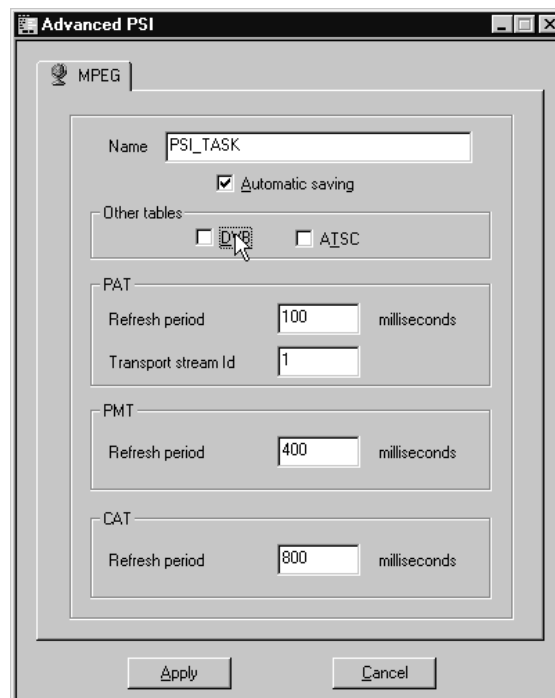 Advanced PSI
MPEG
Name PSI_TASK
Automatic saving
Other tables
DVB ATSC
PAT
Refresh period 100 milliseconds
Transport stream Id 1
PMT
Refresh period 400 milliseconds
CAT
Refresh period 800 milliseconds
Apply Cancel